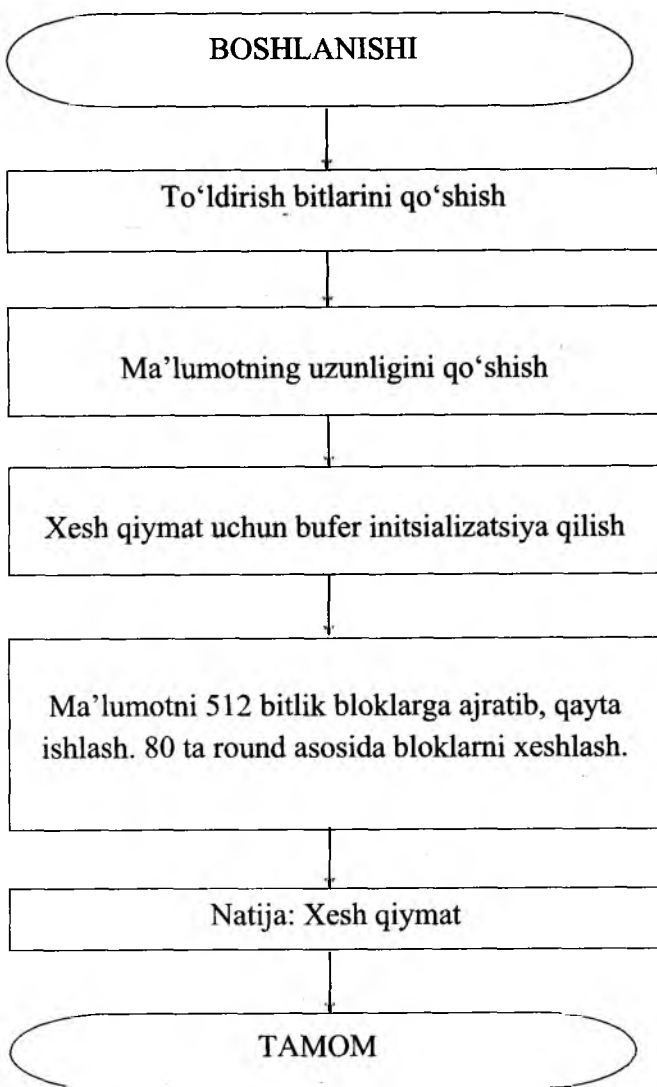 BOSHLANISHI
To‘ldirish bitlarini qo‘shish
Ma’lumotning uzunligini qo‘shish
Xesh qiymat uchun bufer initsializatsiya qilish
Ma’lumotni 512 bitlik bloklarga ajratib, qayta
ishlash. 80 ta round asosida bloklarni xeshlash.
Natija: Xesh qiymat
TAMOM